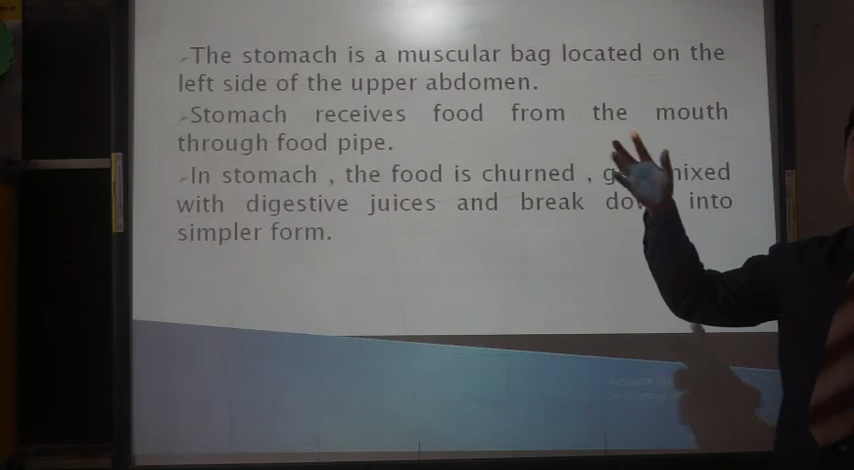 The stomach is a muscular bag located on the
left side of the upper abdomen.
Stomach receives food from the mouth
through food pipe.
In stomach , the food is churned , mixed
with digestive juices and break into
simpler form.